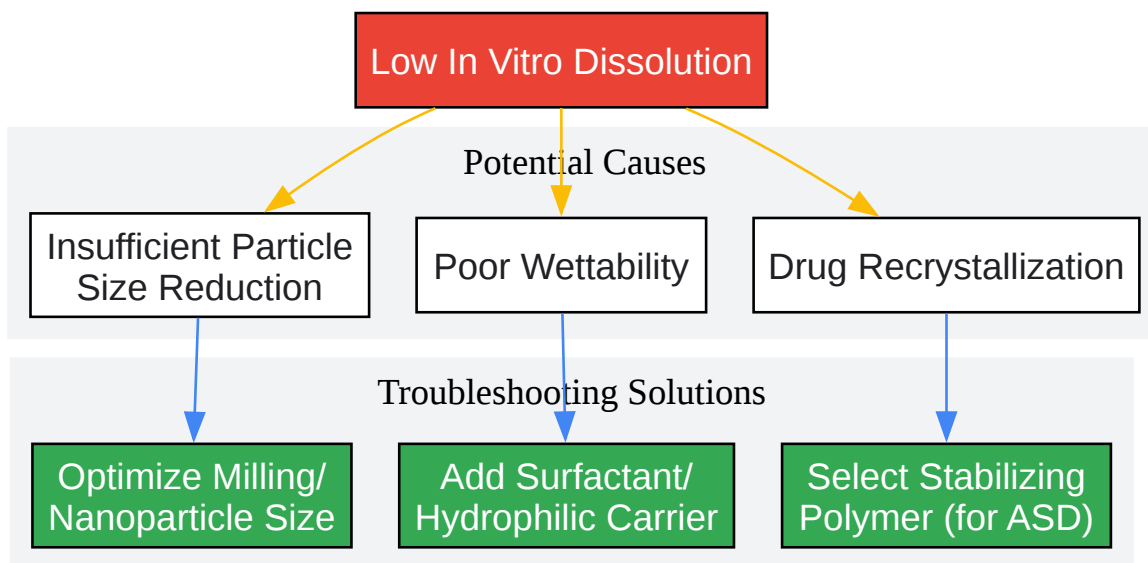 Low In Vitro Dissolution
Potential Causes
Insufficient Particle
Size Reduction
Poor Wettability
Drug Recrystallization
Troubleshooting Solutions
Optimize Milling/
Nanoparticle Size
Add Surfactant/
Hydrophilic Carrier
Select Stabilizing
Polymer (for ASD)